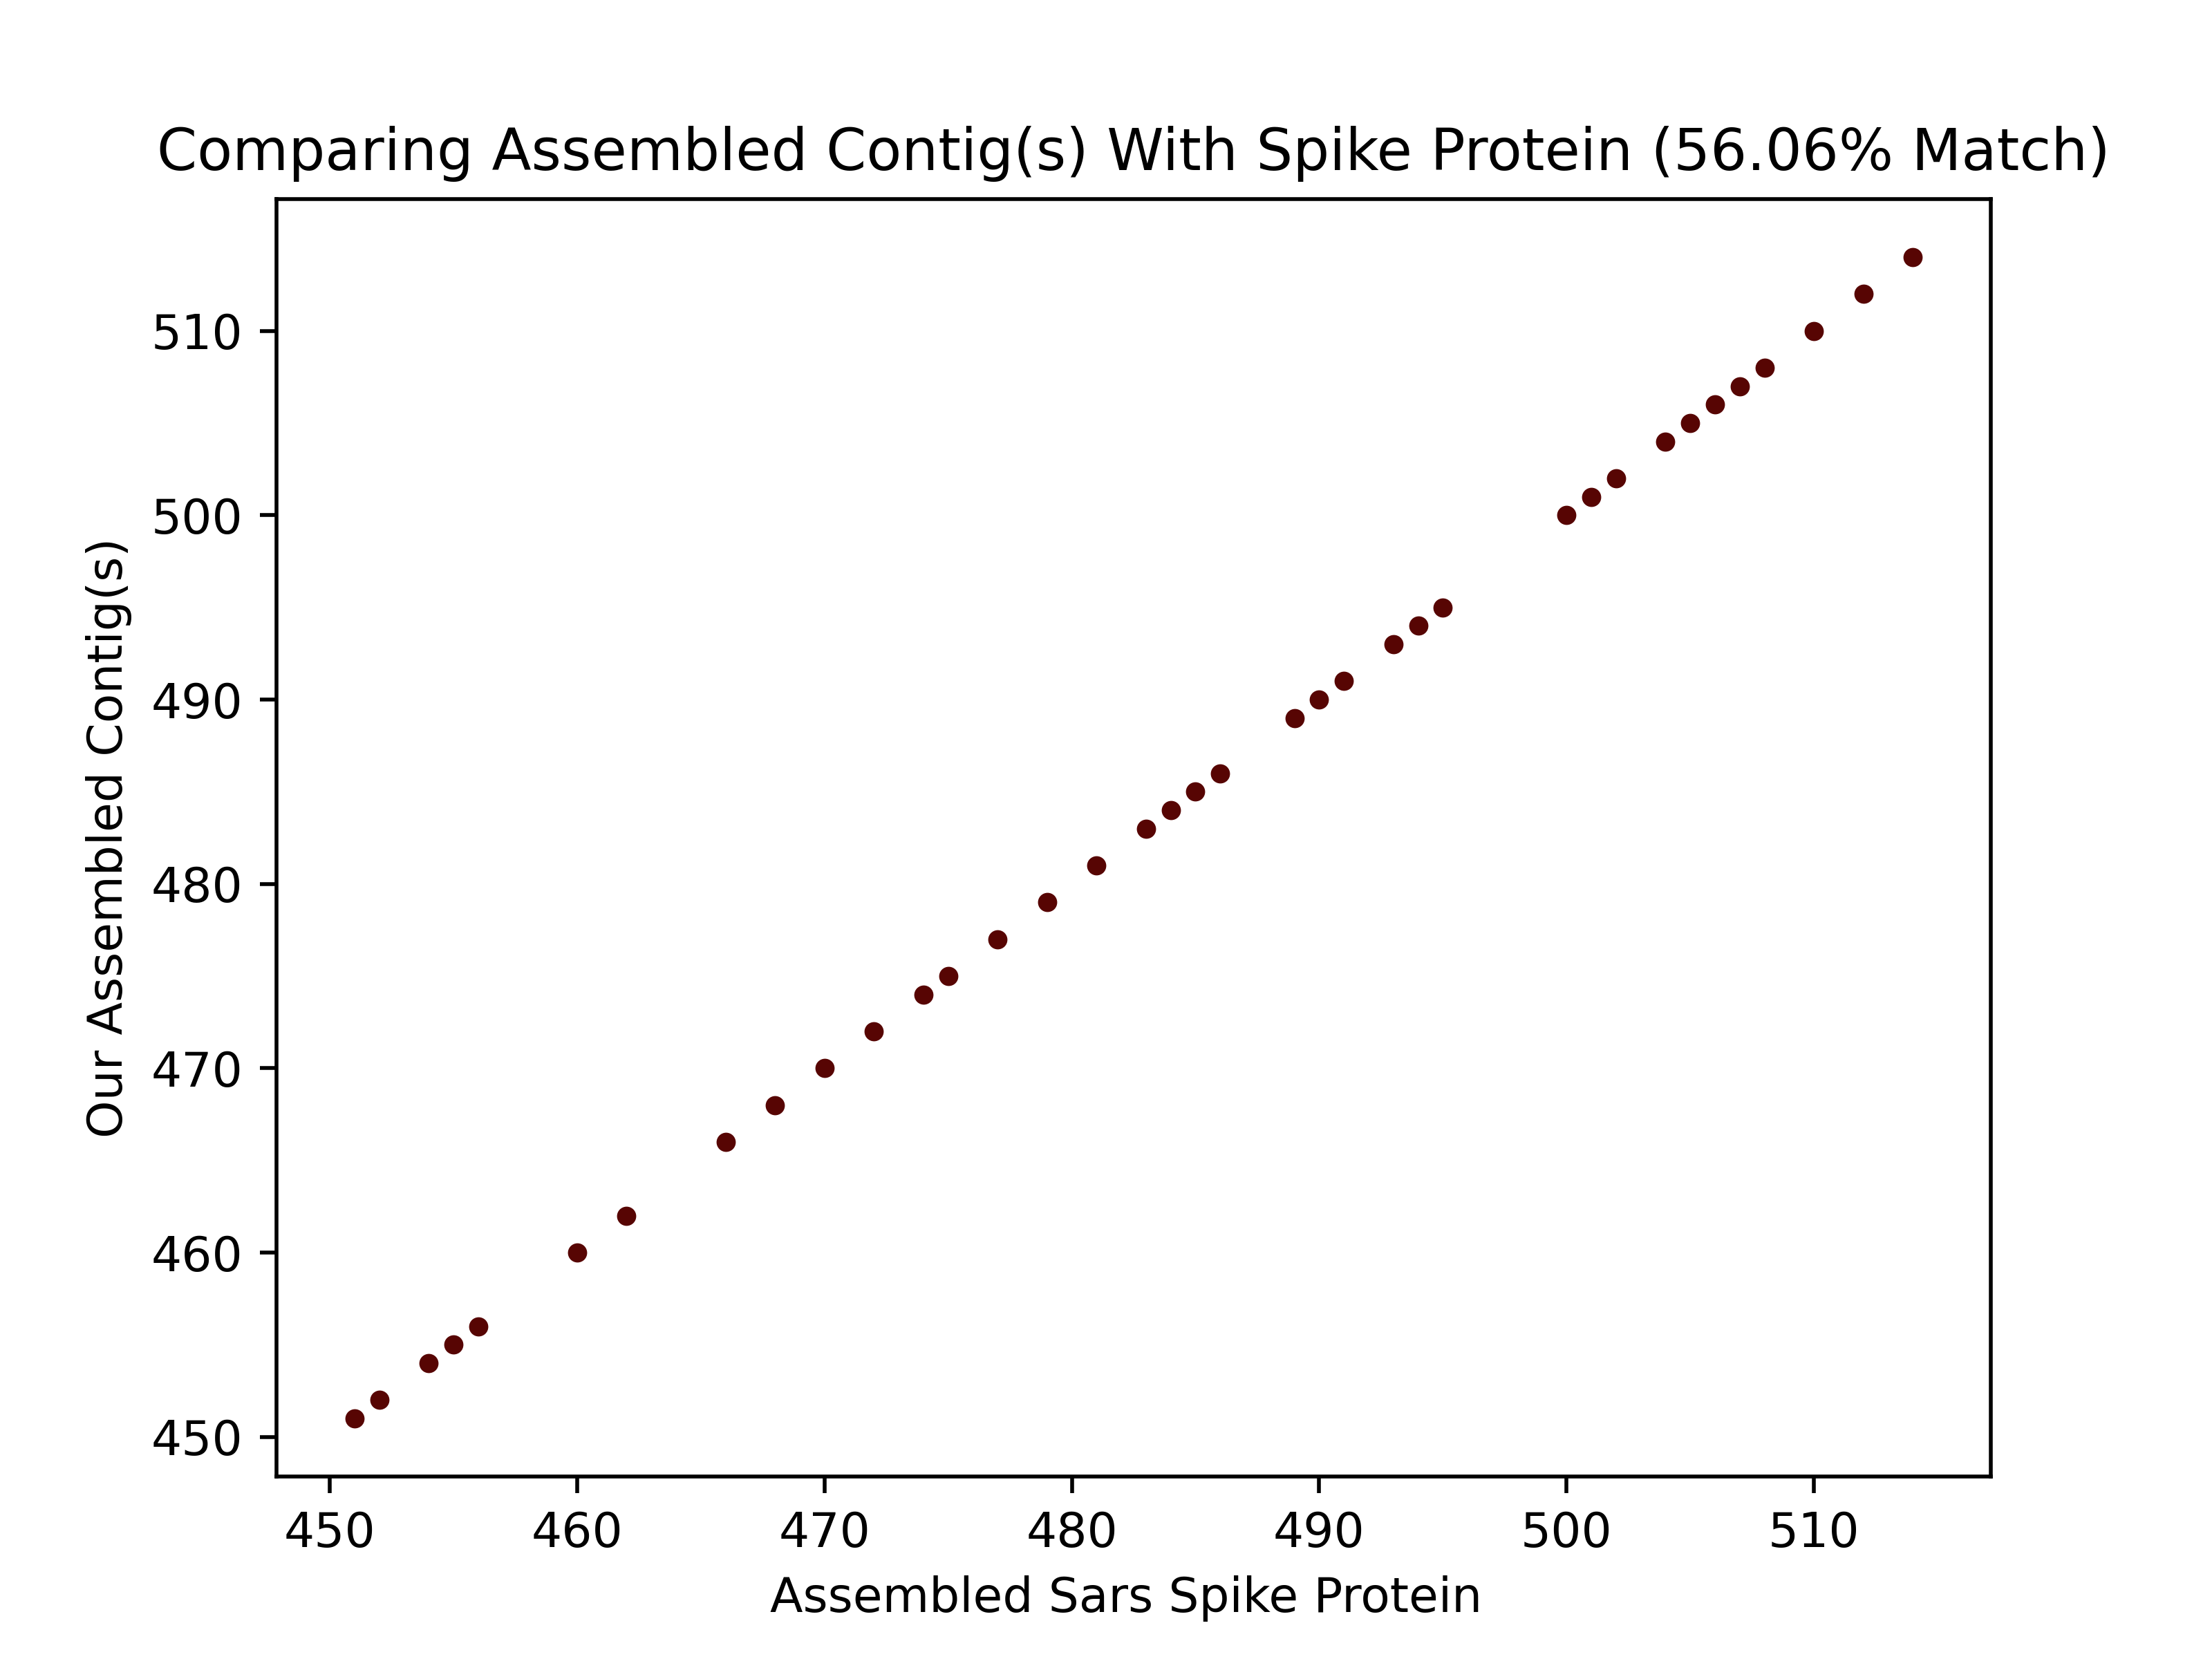 Comparing Assembled Contig(s) With Spike Protein (56.06% Match)
Our Assembled Contig(s)
510
500
490
480
470
460
450
450 460 470 480 490 500 510
Assembled Sars Spike Protein